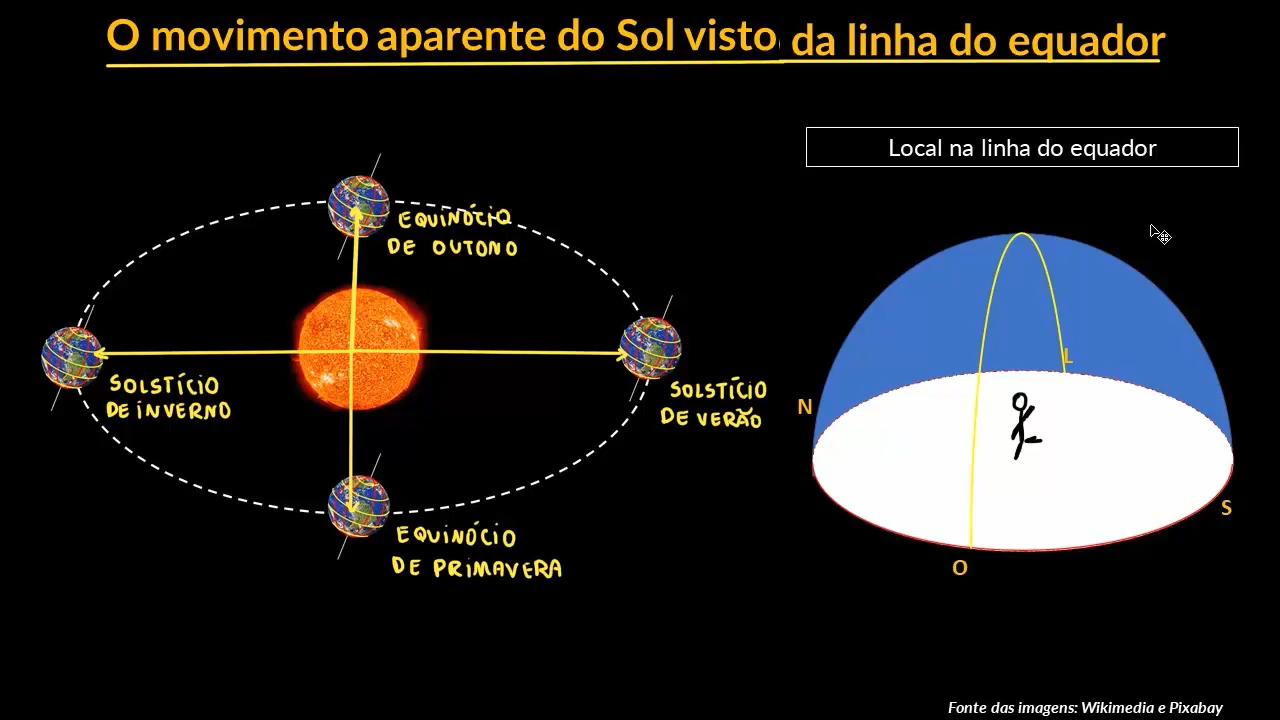 O movimento aparente do Sol visto da linha do equador
Local na linha do equador
EQUINÓCIO
DE OUTONO
SOLSTÍCIO
DE INVERNO
SOLSTÍCIO
DE VERÃO
EQUINÓCIO
DE PRIMAVERA
L
N
S
O
Fonte das imagens: Wikimedia e Pixabay